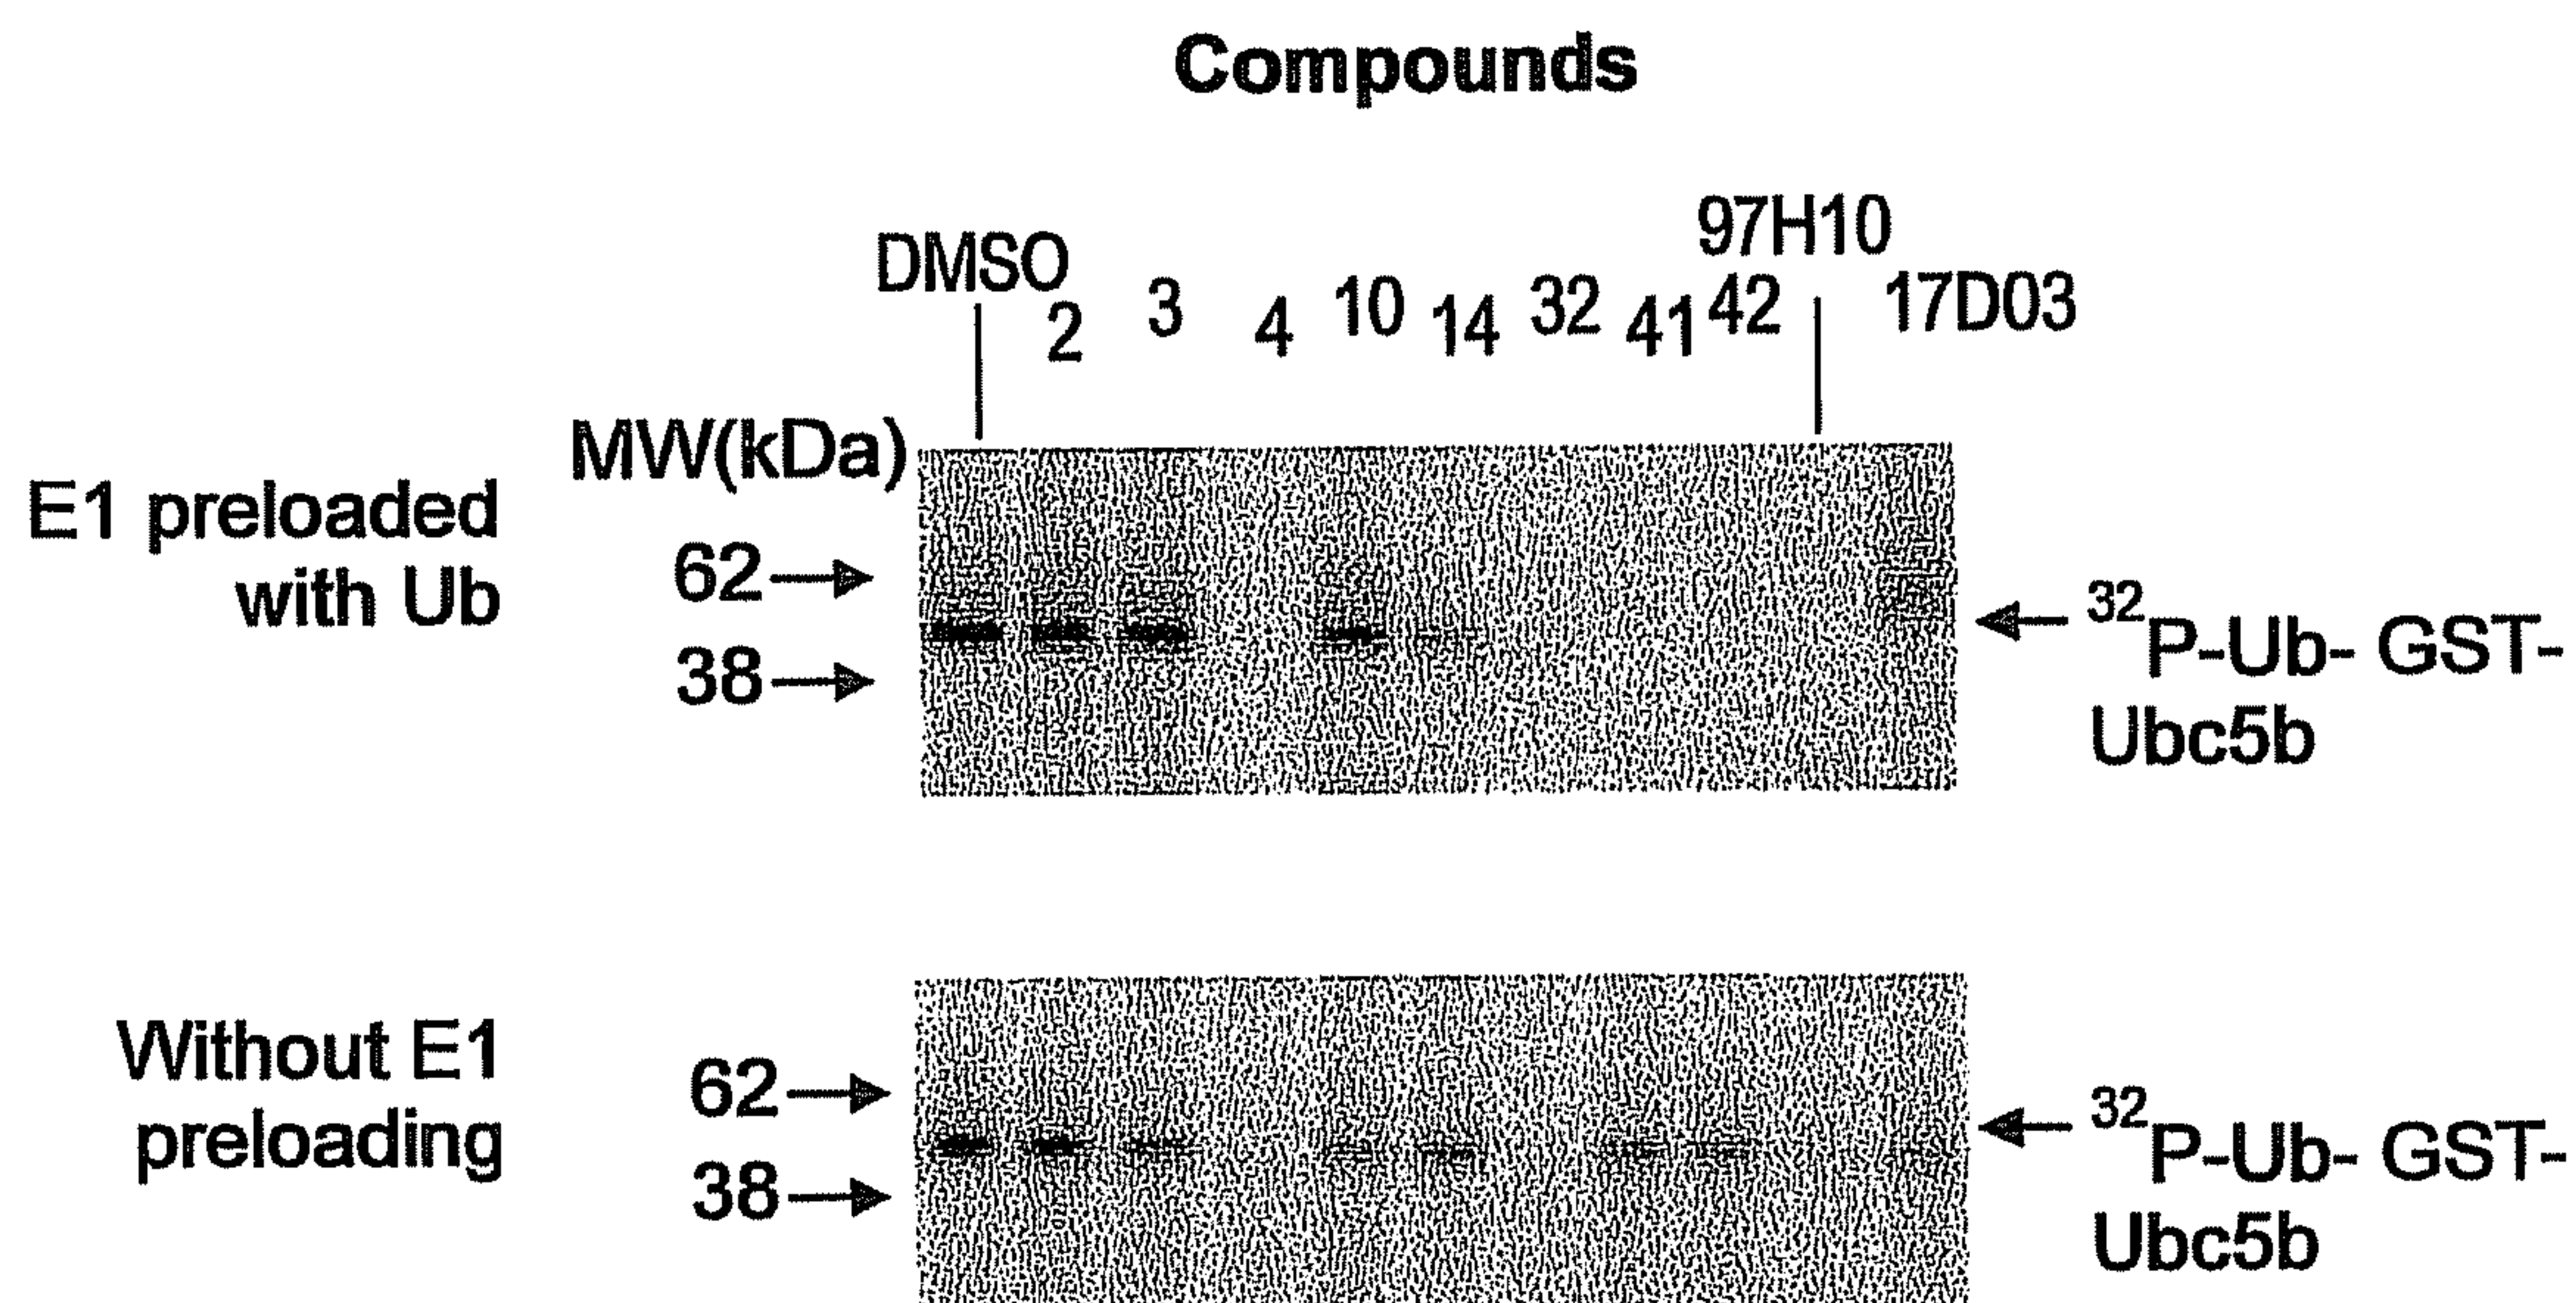 Compounds
97H10
DMSO
2 3 4 10 14 32 41 42 17D03
MW(kDa)
E1 preloaded
with Ub
62
38
32P-Ub- GST-
Ubc5b
Without E1
preloading
62
38
32P-Ub- GST-
Ubc5b